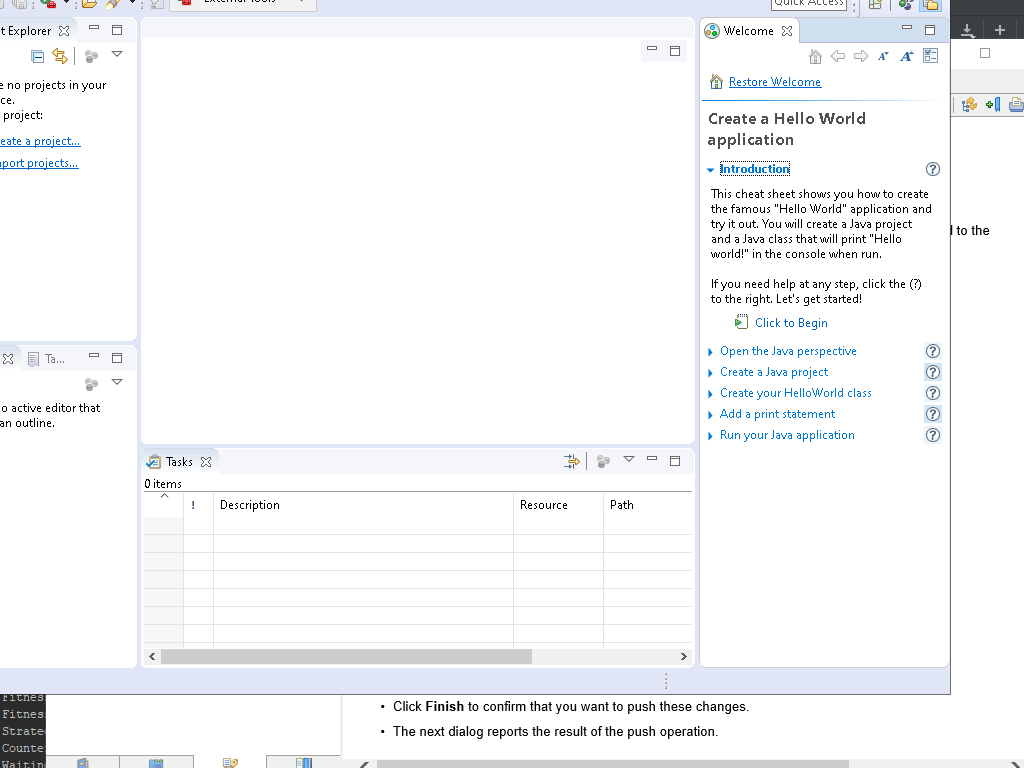 External Tools
Quick Access
t Explorer
e no projects in your
ce.
project:
eate a project...
port projects...
Ta...
o active editor that
an outline.
Tasks
0 items
!
Description
Resource
Path
Welcome
Restore Welcome
Create a Hello World
application
Introduction
This cheat sheet shows you how to create
the famous "Hello World" application and
try it out. You will create a Java project
and a Java class that will print "Hello
world!" in the console when run.
If you need help at any step, click the (?)
to the right. Let's get started!
Click to Begin
Open the Java perspective
Create a Java project
Create your HelloWorld class
Add a print statement
Run your Java application
to the
Fitnes
Fitnes
Strate
Counte
Waitin
• Click Finish to confirm that you want to push these changes.
• The next dialog reports the result of the push operation.